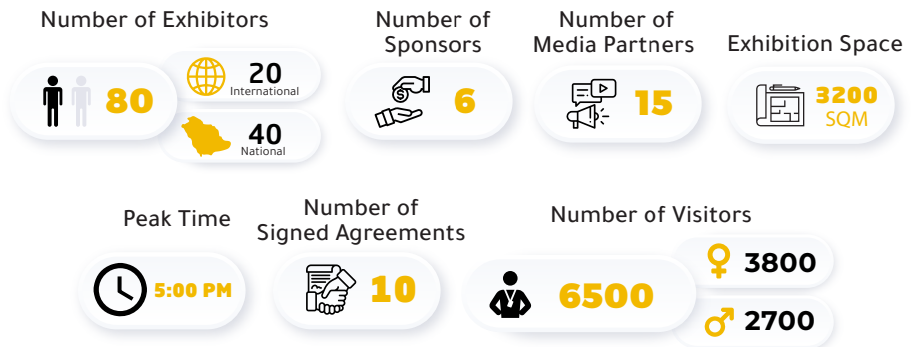 Number of Exhibitors
80
20
International
40
National
Number of
Sponsors
6
Number of
Media Partners
15
Exhibition Space
3200
SQM
Peak Time
5:00 PM
Number of
Signed Agreements
10
Number of Visitors
6500
3800
2700